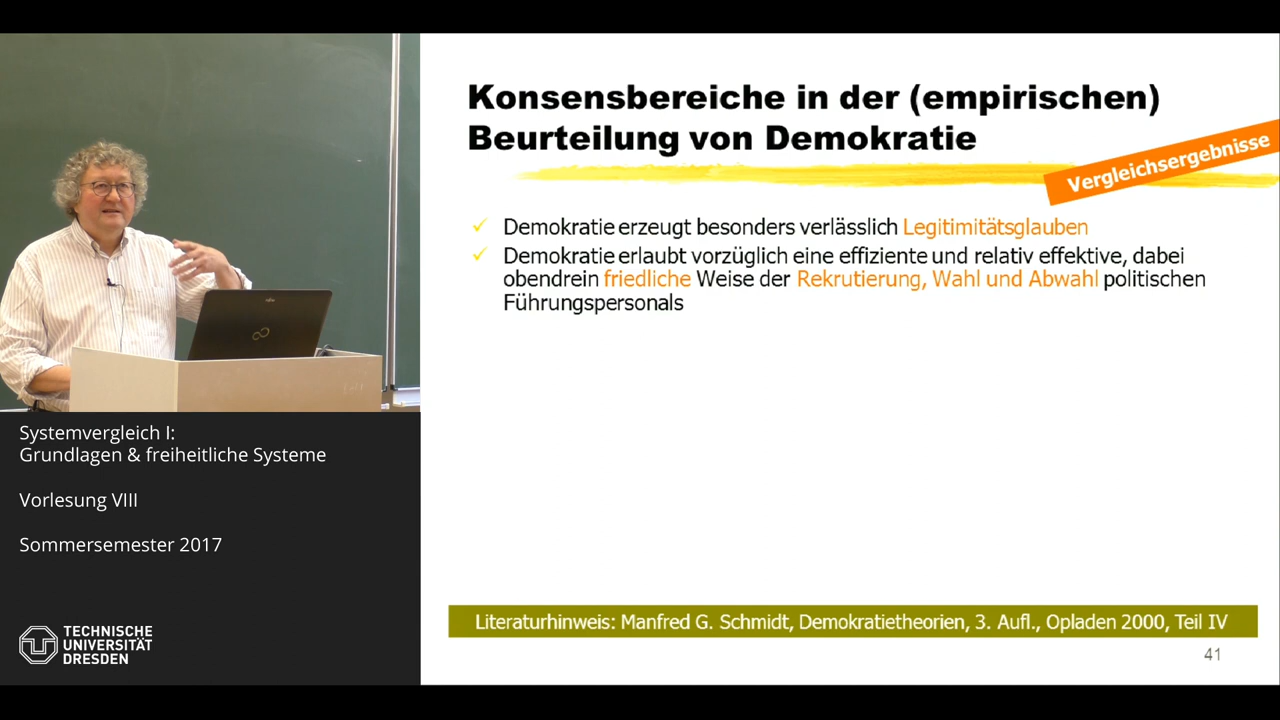 Konsensbereiche in der (empirischen)
Beurteilung von Demokratie
Vergleichsergebnisse
Demokratie erzeugt besonders verlässlich Legitimitätsglauben
Demokratie erlaubt vorzüglich eine effiziente und relativ effektive, dabei
obendrein friedliche Weise der Rekrutierung, Wahl und Abwahl politischen
Führungspersonals
Literaturhinweis: Manfred G. Schmidt, Demokratietheorien, 3. Aufl., Opladen 2000, Teil IV
41
Systemvergleich I:
Grundlagen & freiheitliche Systeme
Vorlesung VIII
Sommersemester 2017
TECHNISCHE
UNIVERSITÄT
DRESDEN